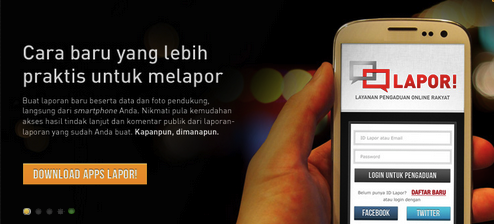 Cara baru yang lebih
praktis untuk melapor
Buat laporan baru beserta data dan foto pendukung,
langsung dari smartphone Anda. Nikmati pula kemudahan
akses hasil tindak lanjut dan komentar publik dari laporan-
laporan yang sudah Anda buat. Kapanpun, dimanapun.
DOWNLOAD APPS LAPOR!
LAPOR!
LAYANAN PENGADUAN ONLINE RAKYAT
ID Lapor atau Email
Password
LOGIN UNTUK PENGADUAN
Belum punya ID Lapor? DAFTAR BARU
atau login dengan
FACEBOOK
TWITTER